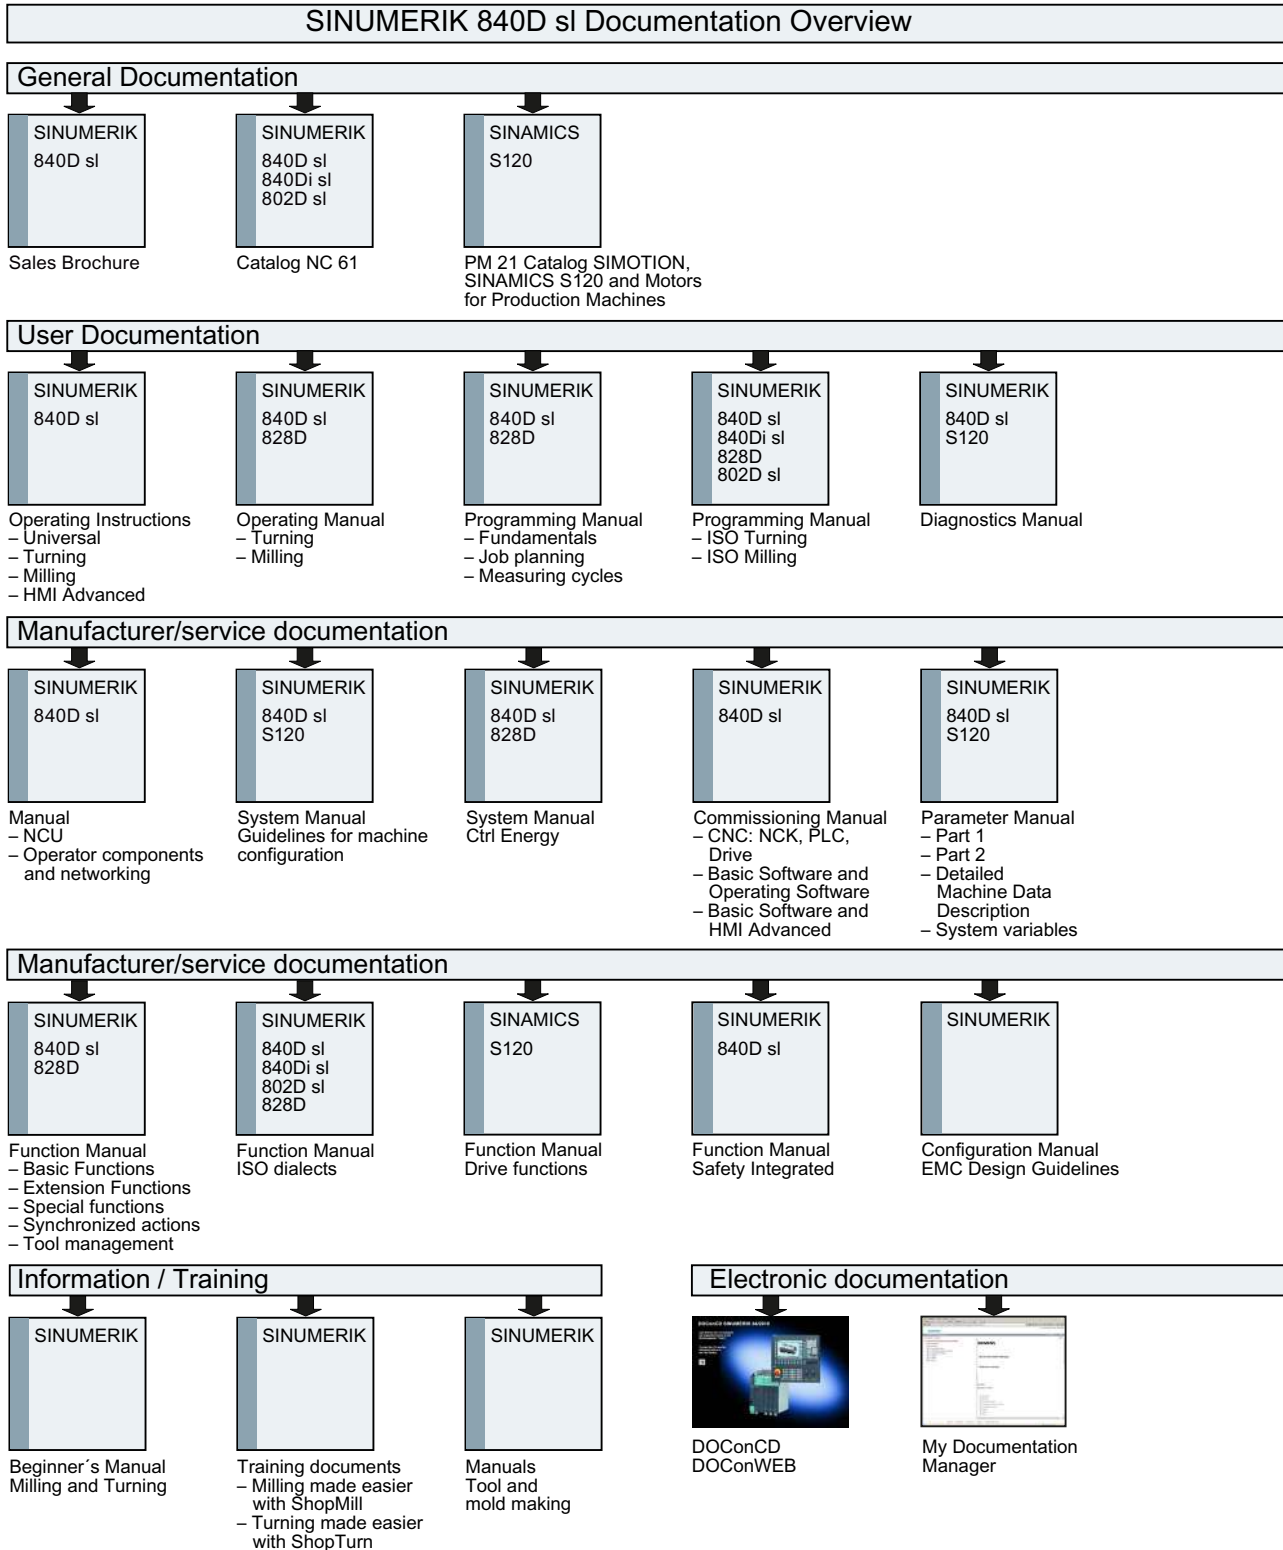 SINUMERIK 840D sl Documentation Overview
General Documentation
SINUMERIK
840D sl
Sales Brochure
SINUMERIK
840D sl
840Di sl
802D sl
Catalog NC 61
SINAMICS
S120
PM 21 Catalog SIMOTION,
SINAMICS S120 and Motors
for Production Machines
User Documentation
SINUMERIK
840D sl
Operating Instructions
– Universal
– Turning
– Milling
– HMI Advanced
SINUMERIK
840D sl
828D
Operating Manual
– Turning
– Milling
SINUMERIK
840D sl
828D
Programming Manual
– Fundamentals
– Job planning
– Measuring cycles
SINUMERIK
840D sl
840Di sl
828D
802D sl
Programming Manual
– ISO Turning
– ISO Milling
SINUMERIK
840D sl
S120
Diagnostics Manual
Manufacturer/service documentation
SINUMERIK
840D sl
Manual
– NCU
– Operator components
and networking
SINUMERIK
840D sl
S120
System Manual
Guidelines for machine
configuration
SINUMERIK
840D sl
828D
System Manual
Ctrl Energy
SINUMERIK
840D sl
Commissioning Manual
– CNC: NCK, PLC,
Drive
– Basic Software and
Operating Software
– Basic Software and
HMI Advanced
SINUMERIK
840D sl
S120
Parameter Manual
– Part 1
– Part 2
– Detailed
Machine Data
Description
– System variables
Manufacturer/service documentation
SINUMERIK
840D sl
828D
Function Manual
– Basic Functions
– Extension Functions
– Special functions
– Synchronized actions
– Tool management
SINUMERIK
840D sl
840Di sl
802D sl
828D
Function Manual
ISO dialects
SINAMICS
S120
Function Manual
Drive functions
SINUMERIK
840D sl
Function Manual
Safety Integrated
SINUMERIK
Configuration Manual
EMC Design Guidelines
Information / Training
SINUMERIK
Beginner´s Manual
Milling and Turning
SINUMERIK
Training documents
– Milling made easier
with ShopMill
– Turning made easier
with ShopTurn
SINUMERIK
Manuals
Tool and
mold making
Electronic documentation
DOConCD
DOConWEB
My Documentation
Manager